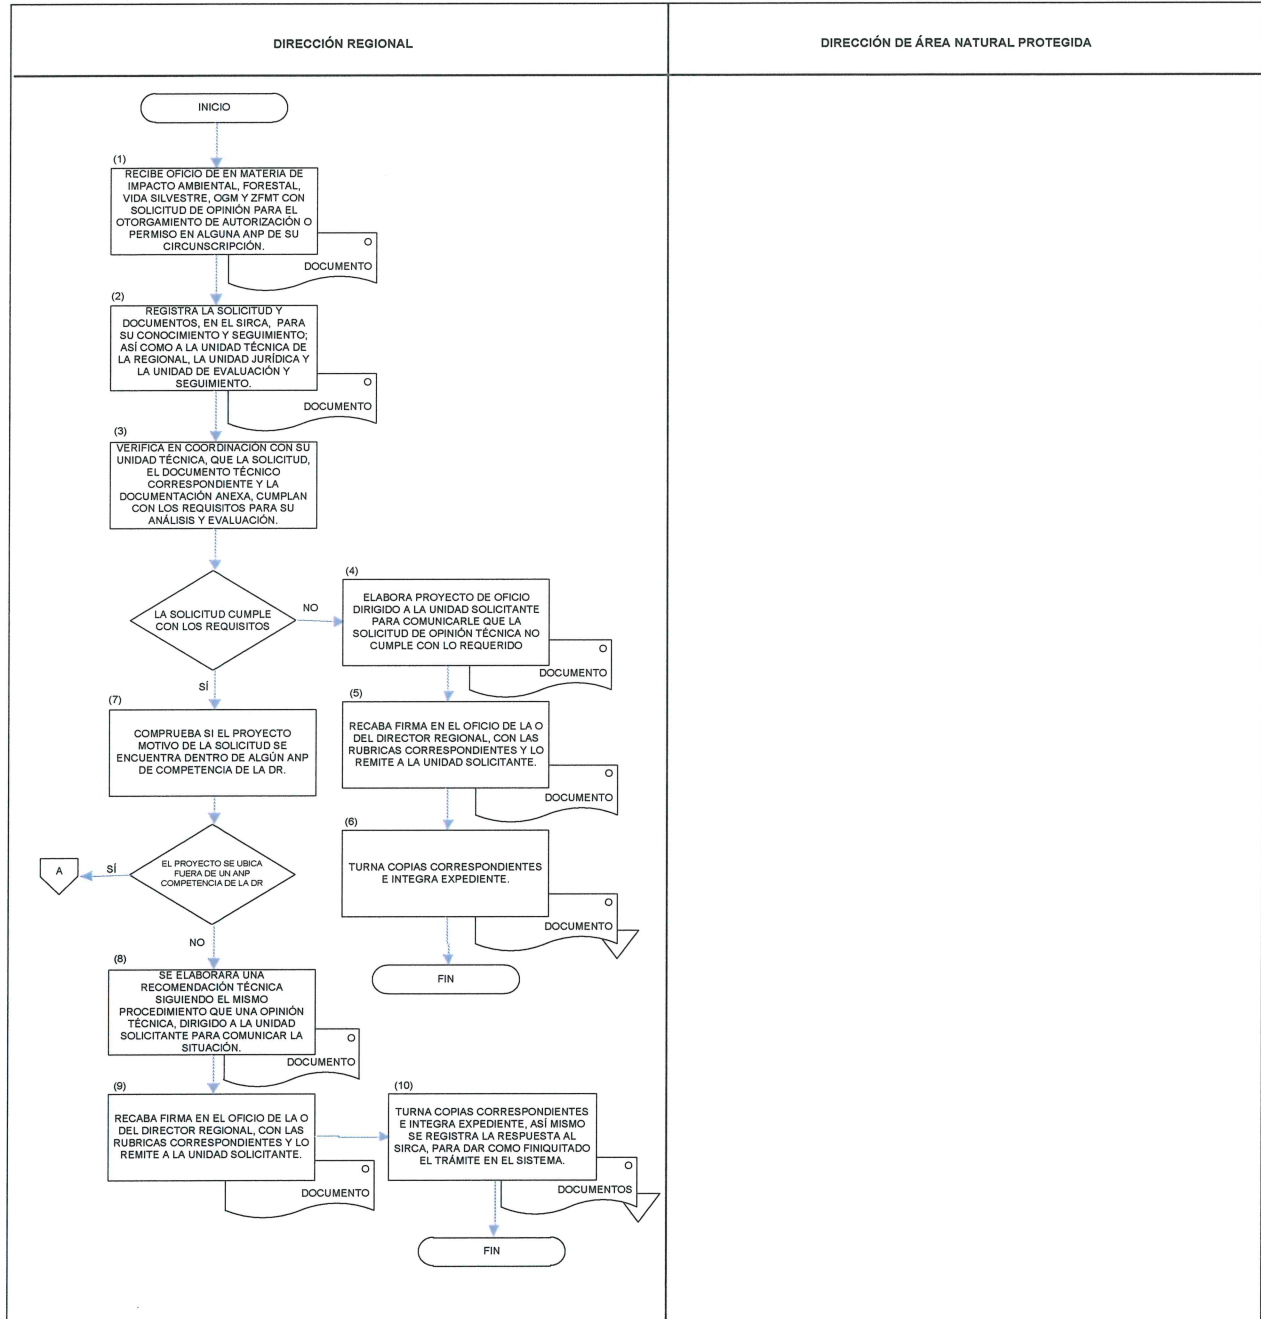 DIRECCIÓN REGIONAL
DIRECCIÓN DE ÁREA NATURAL PROTEGIDA
INICIO
(1)
RECIBE OFICIO DE EN MATERIA DE
IMPACTO AMBIENTAL, FORESTAL,
VIDA SILVESTRE, OGM Y ZFMT CON
SOLICITUD DE OPINIÓN PARA EL
OTORGAMIENTO DE AUTORIZACIÓN O
PERMISO EN ALGUNA ANP DE SU
CIRCUNSCRIPCIÓN.
O
DOCUMENTO
(2)
REGISTRA LA SOLICITUD Y
DOCUMENTOS, EN EL SIRCA, PARA
SU CONOCIMIENTO Y SEGUIMIENTO;
ASÍ COMO A LA UNIDAD TÉCNICA DE
LA REGIONAL, LA UNIDAD JURÍDICA Y
LA UNIDAD DE EVALUACIÓN Y
SEGUIMIENTO.
O
DOCUMENTO
(3)
VERIFICA EN COORDINACIÓN CON SU
UNIDAD TÉCNICA, QUE LA SOLICITUD,
EL DOCUMENTO TÉCNICO
CORRESPONDIENTE Y LA
DOCUMENTACIÓN ANEXA, CUMPLAN
CON LOS REQUISITOS PARA SU
ANÁLISIS Y EVALUACIÓN.
LA SOLICITUD CUMPLE
CON LOS REQUISITOS
NO
(4)
ELABORA PROYECTO DE OFICIO
DIRIGIDO A LA UNIDAD SOLICITANTE
PARA COMUNICARLE QUE LA
SOLICITUD DE OPINIÓN TÉCNICA NO
CUMPLE CON LO REQUERIDO
O
DOCUMENTO
SÍ
(5)
RECABA FIRMA EN EL OFICIO DE LA O
DEL DIRECTOR REGIONAL, CON LAS
RUBRICAS CORRESPONDIENTES Y LO
REMITE A LA UNIDAD SOLICITANTE.
O
DOCUMENTO
(6)
TURNA COPIAS CORRESPONDIENTES
E INTEGRA EXPEDIENTE.
O
DOCUMENTO
FIN
(7)
COMPRUEBA SI EL PROYECTO
MOTIVO DE LA SOLICITUD SE
ENCUENTRA DENTRO DE ALGÚN ANP
DE COMPETENCIA DE LA DR.
EL PROYECTO SE UBICA
FUERA DE UN ANP
COMPETENCIA DE LA DR
SÍ
A
NO
(8)
SE ELABORARA UNA
RECOMENDACIÓN TÉCNICA
SIGUIENDO EL MISMO
PROCEDIMIENTO QUE UNA OPINIÓN
TÉCNICA, DIRIGIDO A LA UNIDAD
SOLICITANTE PARA COMUNICAR LA
SITUACIÓN.
O
DOCUMENTO
(9)
RECABA FIRMA EN EL OFICIO DE LA O
DEL DIRECTOR REGIONAL, CON LAS
RUBRICAS CORRESPONDIENTES Y LO
REMITE A LA UNIDAD SOLICITANTE.
O
DOCUMENTO
(10)
TURNA COPIAS CORRESPONDIENTES
E INTEGRA EXPEDIENTE, ASÍ MISMO
SE REGISTRA LA RESPUESTA AL
SIRCA, PARA DAR COMO FINIQUITADO
EL TRÁMITE EN EL SISTEMA.
O
DOCUMENTOS
FIN